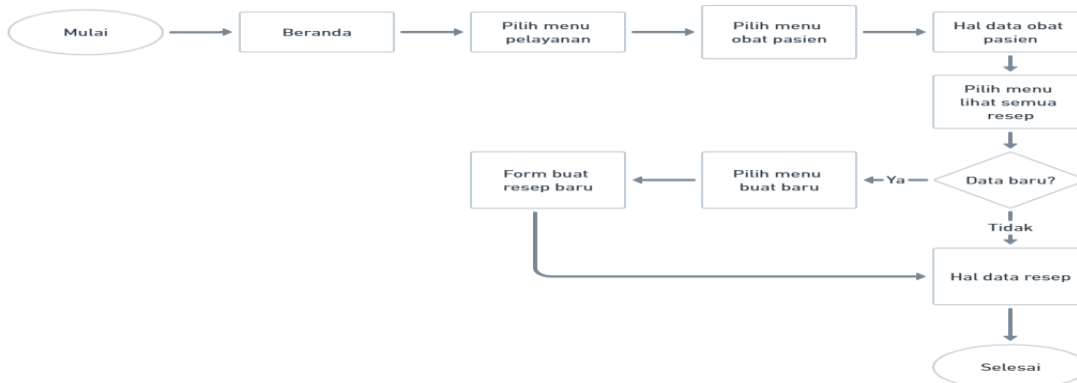 Mulai
Beranda
Pilih menu
pelayanan
Pilih menu
obat pasien
Hal data obat
pasien
Pilih menu
lihat semua
resep
Data baru?
Ya
Pilih menu
buat baru
Form buat
resep baru
Tidak
Hal data resep
Selesai